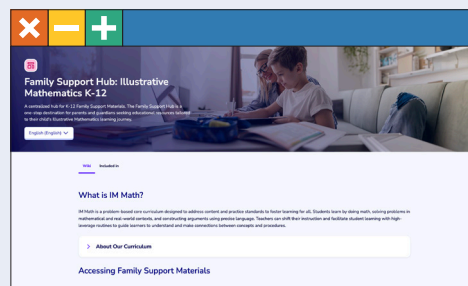 Family Support Hub: Illustrative
Mathematics K-12
A centralized hub for K-12 Family Support Materials. The Family Support Hub is a
one-stop destination for parents and guardians seeking educational resources tailored
to their child's Illustrative Mathematics learning journey.
English (English)
Wiki Included in
What is IM Math?
IM Math is a problem-based core curriculum designed to address content and practice standards to foster learning for all. Students learn by doing math, solving problems in
mathematical and real-world contexts, and constructing arguments using precise language. Teachers can shift their instruction and facilitate student learning with high-
leverage routines to guide learners to understand and make connections between concepts and procedures.
About Our Curriculum
Accessing Family Support Materials